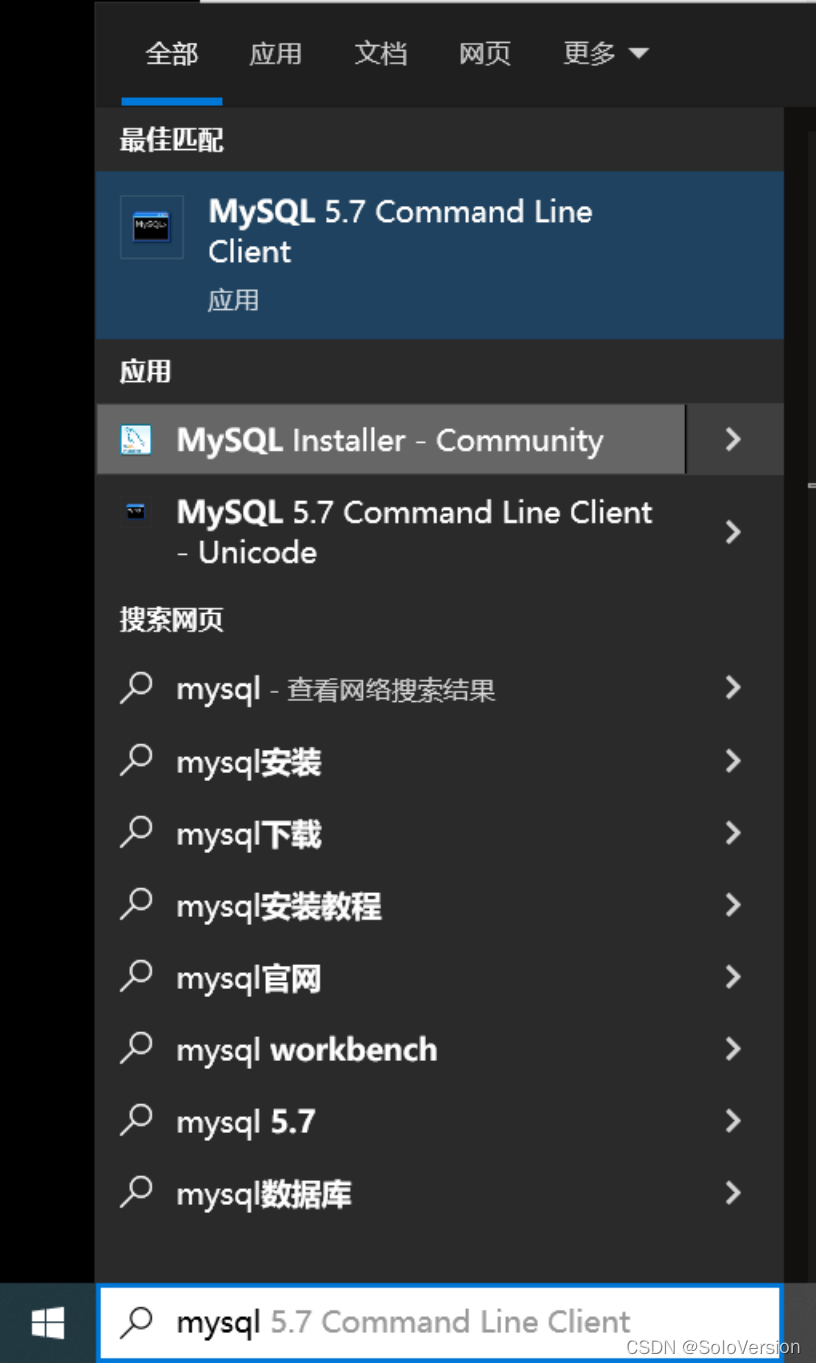 全部 应用 文档 网页 更多
最佳匹配
MySQL 5.7 Command Line
Client
应用
应用
MySQL Installer - Community
MySQL 5.7 Command Line Client
- Unicode
搜索网页
mysql - 查看网络搜索结果
mysql安装
mysql下载
mysql安装教程
mysql官网
mysql workbench
mysql 5.7
mysql数据库
mysql 5.7 Command Line Client
CSDN @SoloVersion